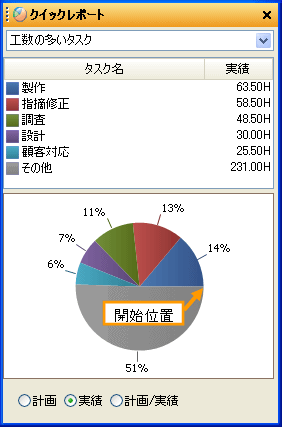 クイックレポート
工数の多いタスク
タスク名 実績
製作 63.50H
指摘修正 58.50H
調査 48.50H
設計 30.00H
顧客対応 25.50H
その他 231.00H
13%
11%
14%
7%
6%
開始位置
51%
計画 実績 計画/実績